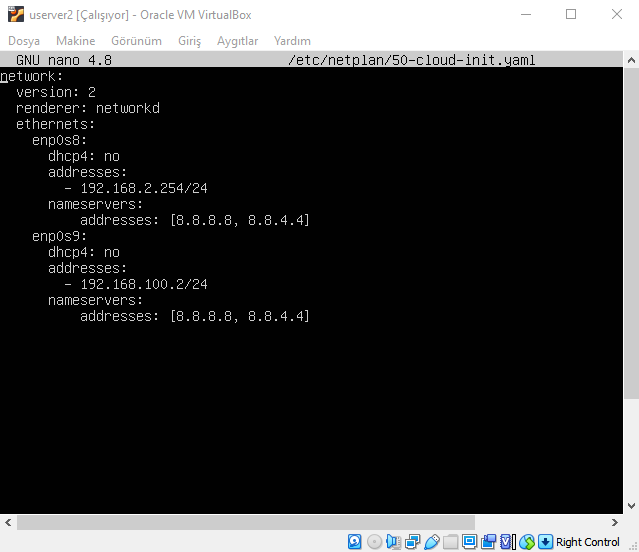 userver2 [Çalışıyor] - Oracle VM VirtualBox
Dosya Makine Görünüm Giriş Aygıtlar Yardım
GNU nano 4.8 /etc/netplan/50-cloud-init.yaml
network:
  version: 2
  renderer: networkd
  ethernets:
    enp0s8:
      dhcp4: no
      addresses:
        - 192.168.2.254/24
      nameservers:
          addresses: [8.8.8.8, 8.8.4.4]
    enp0s9:
      dhcp4: no
      addresses:
        - 192.168.100.2/24
      nameservers:
          addresses: [8.8.8.8, 8.8.4.4]
Right Control